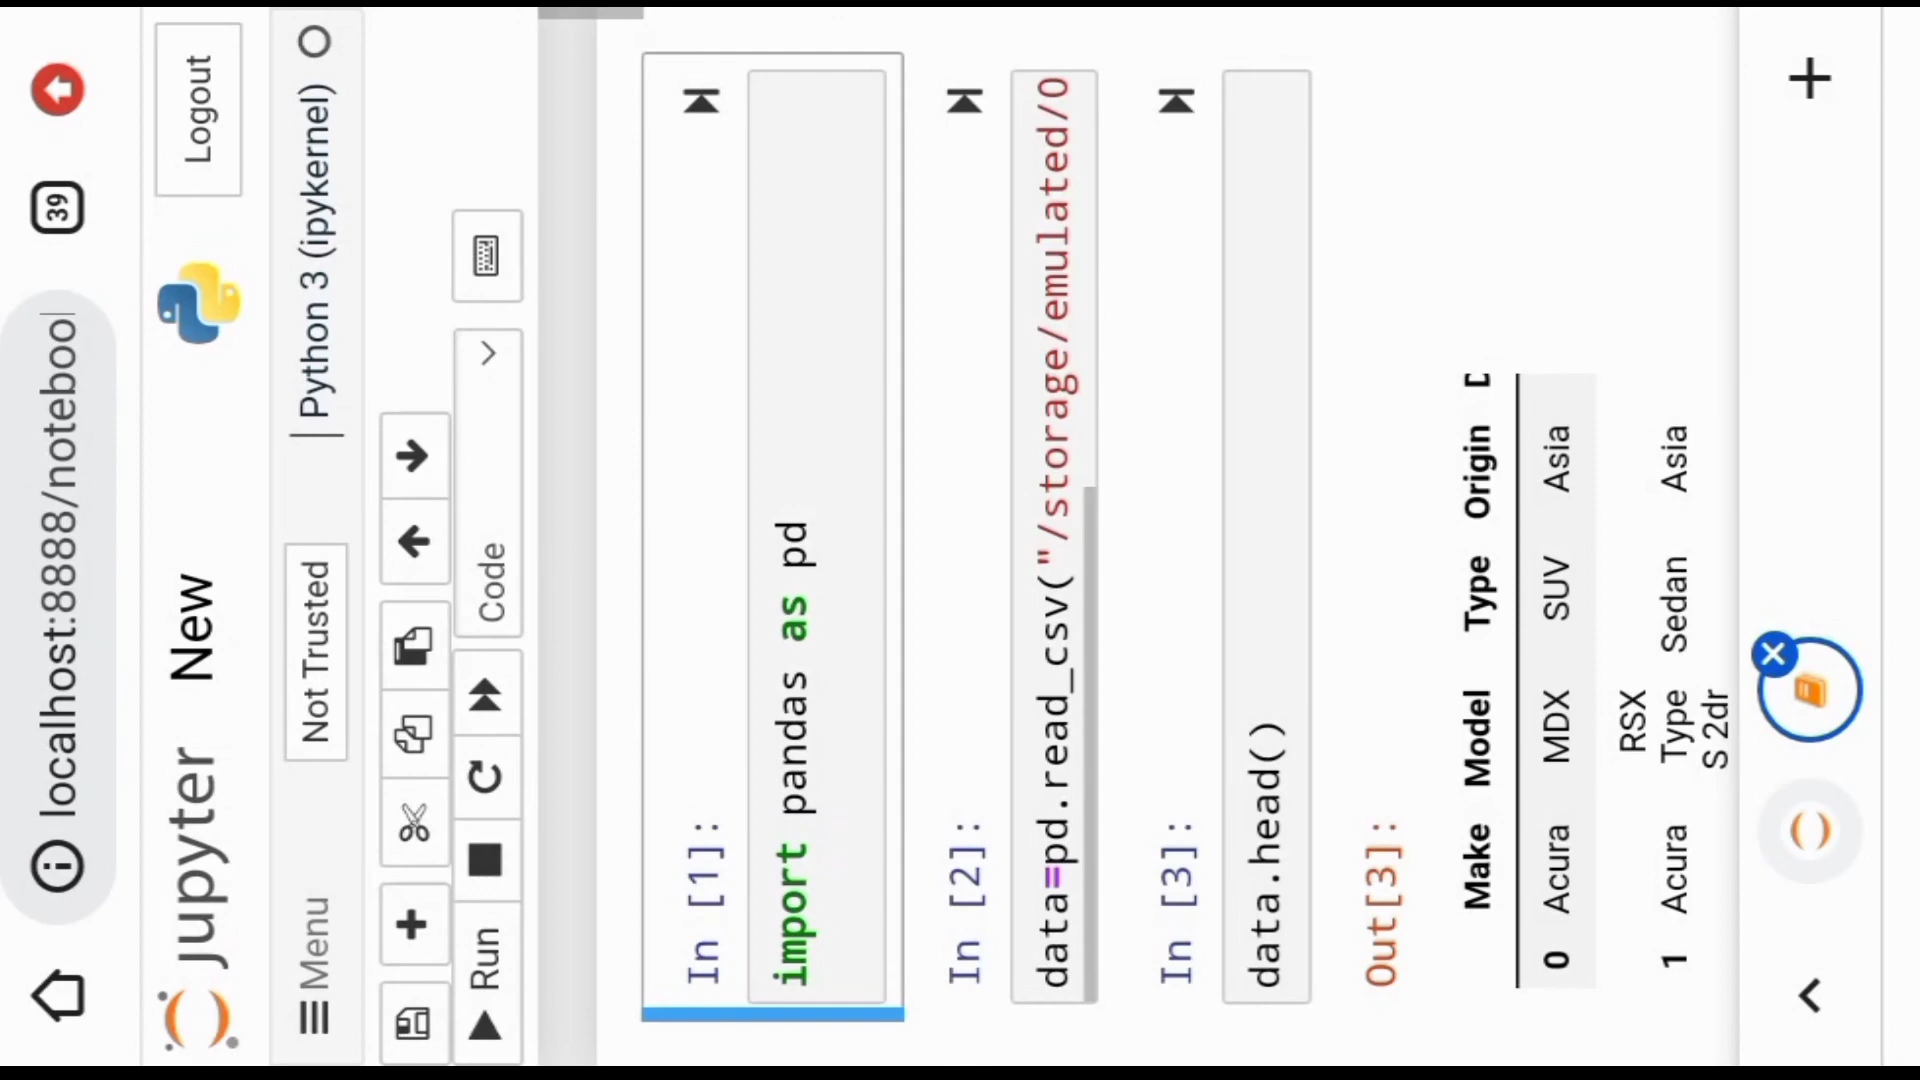 localhost:8888/noteboo
39
jupyter New
Logout
Menu
Not Trusted
Python 3 (ipykernel)
Run
Code
In [1]:
import pandas as pd
In [2]:
data=pd.read_csv("/storage/emulated/0
In [3]:
data.head()
Out[3]:
Make Model Type Origin
0 Acura MDX SUV Asia
1 Acura RSX Type S 2dr Sedan Asia